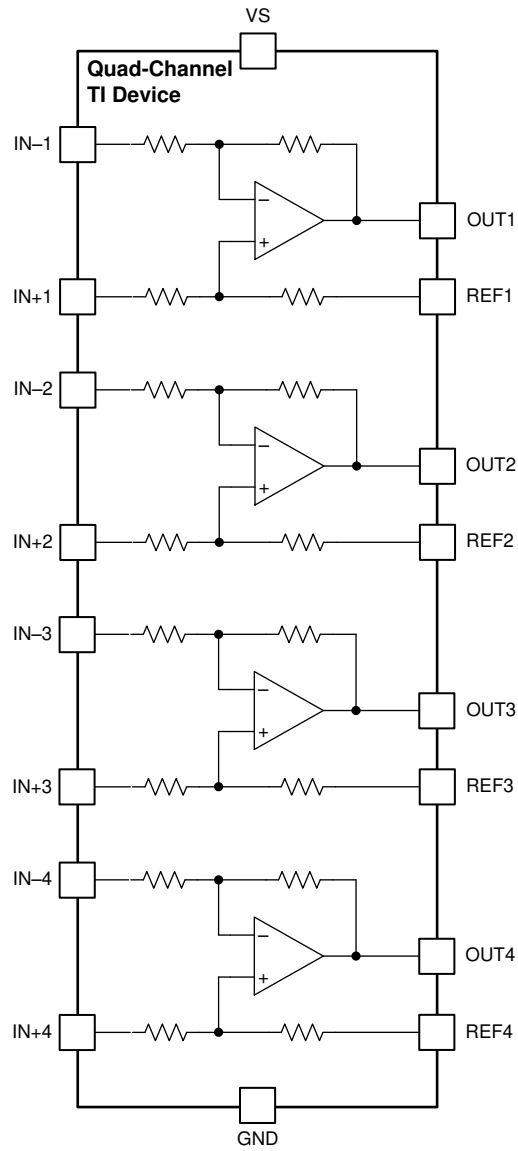 VS
Quad-Channel
TI Device
IN–1
−
+
OUT1
IN+1
REF1
IN–2
−
+
OUT2
IN+2
REF2
IN–3
−
+
OUT3
IN+3
REF3
IN–4
−
+
OUT4
IN+4
REF4
GND